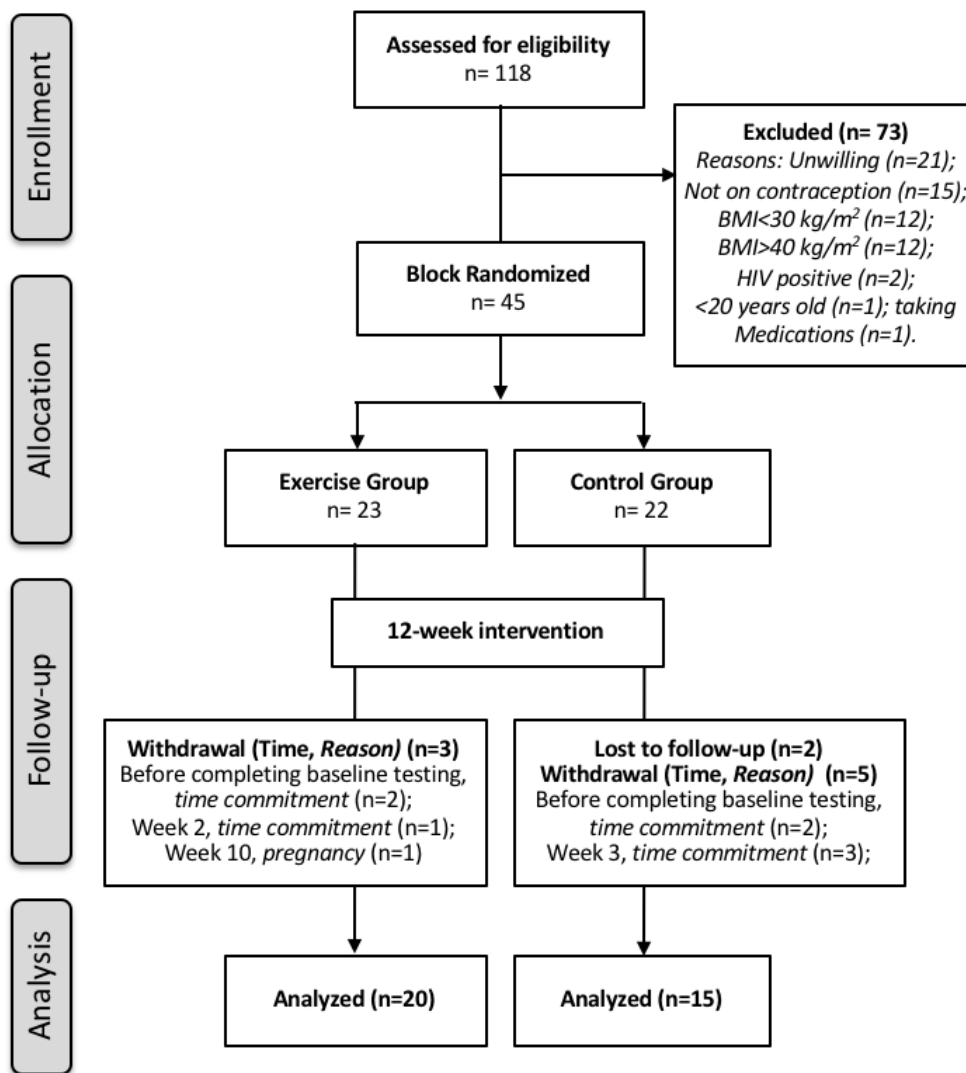 Enrollment
Assessed for eligibility
n= 118
Excluded (n= 73)
Reasons: Unwilling (n=21);
Not on contraception (n=15);
BMI<30 kg/m² (n=12);
BMI>40 kg/m² (n=12);
HIV positive (n=2);
<20 years old (n=1); taking
Medications (n=1).
Block Randomized
n= 45
Allocation
Exercise Group
n= 23
Control Group
n= 22
Follow-up
12-week intervention
Withdrawal (Time, Reason) (n=3)
Before completing baseline testing,
time commitment (n=2);
Week 2, time commitment (n=1);
Week 10, pregnancy (n=1)
Lost to follow-up (n=2)
Withdrawal (Time, Reason) (n=5)
Before completing baseline testing,
time commitment (n=2);
Week 3, time commitment (n=3);
Analysis
Analyzed (n=20)
Analyzed (n=15)